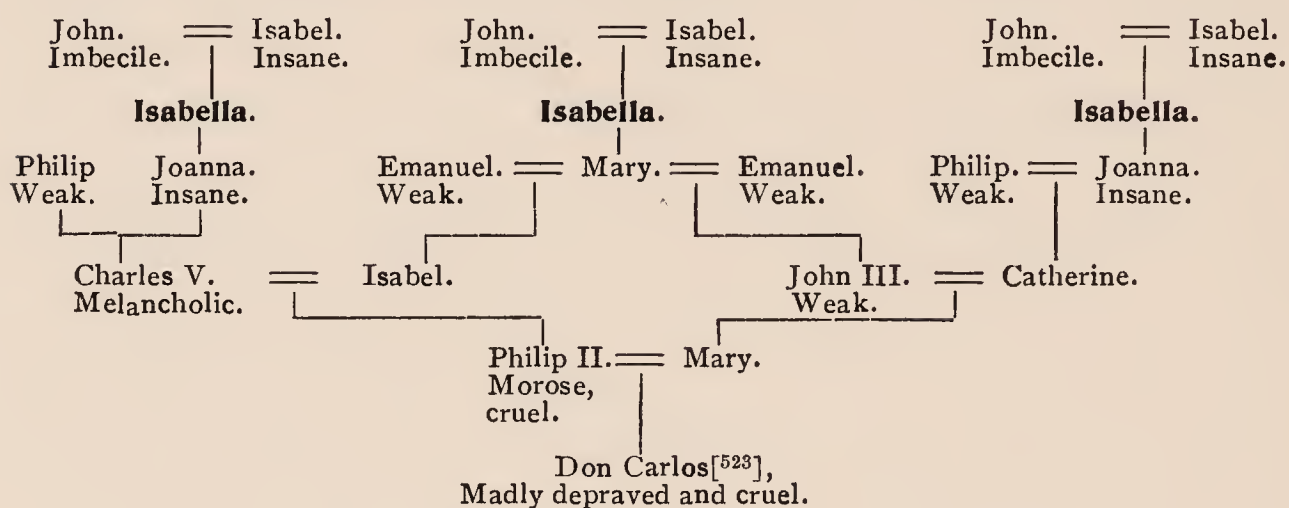 John. Isabel. John. Isabel. John. Isabel.
Imbecile. Insane. Imbecile. Insane. Imbecile. Insane.
Isabella. Isabella. Isabella.
Philip Joanna. Emanuel. Mary. Emanuel. Philip. Joanna.
Weak. Insane. Weak. Weak. Weak. Insane.
Charles V. Isabel. John III. Catherine.
Melancholic. Weak.
Philip II. Mary.
Morose,
cruel.
Don Carlos[523],
Madly depraved and cruel.